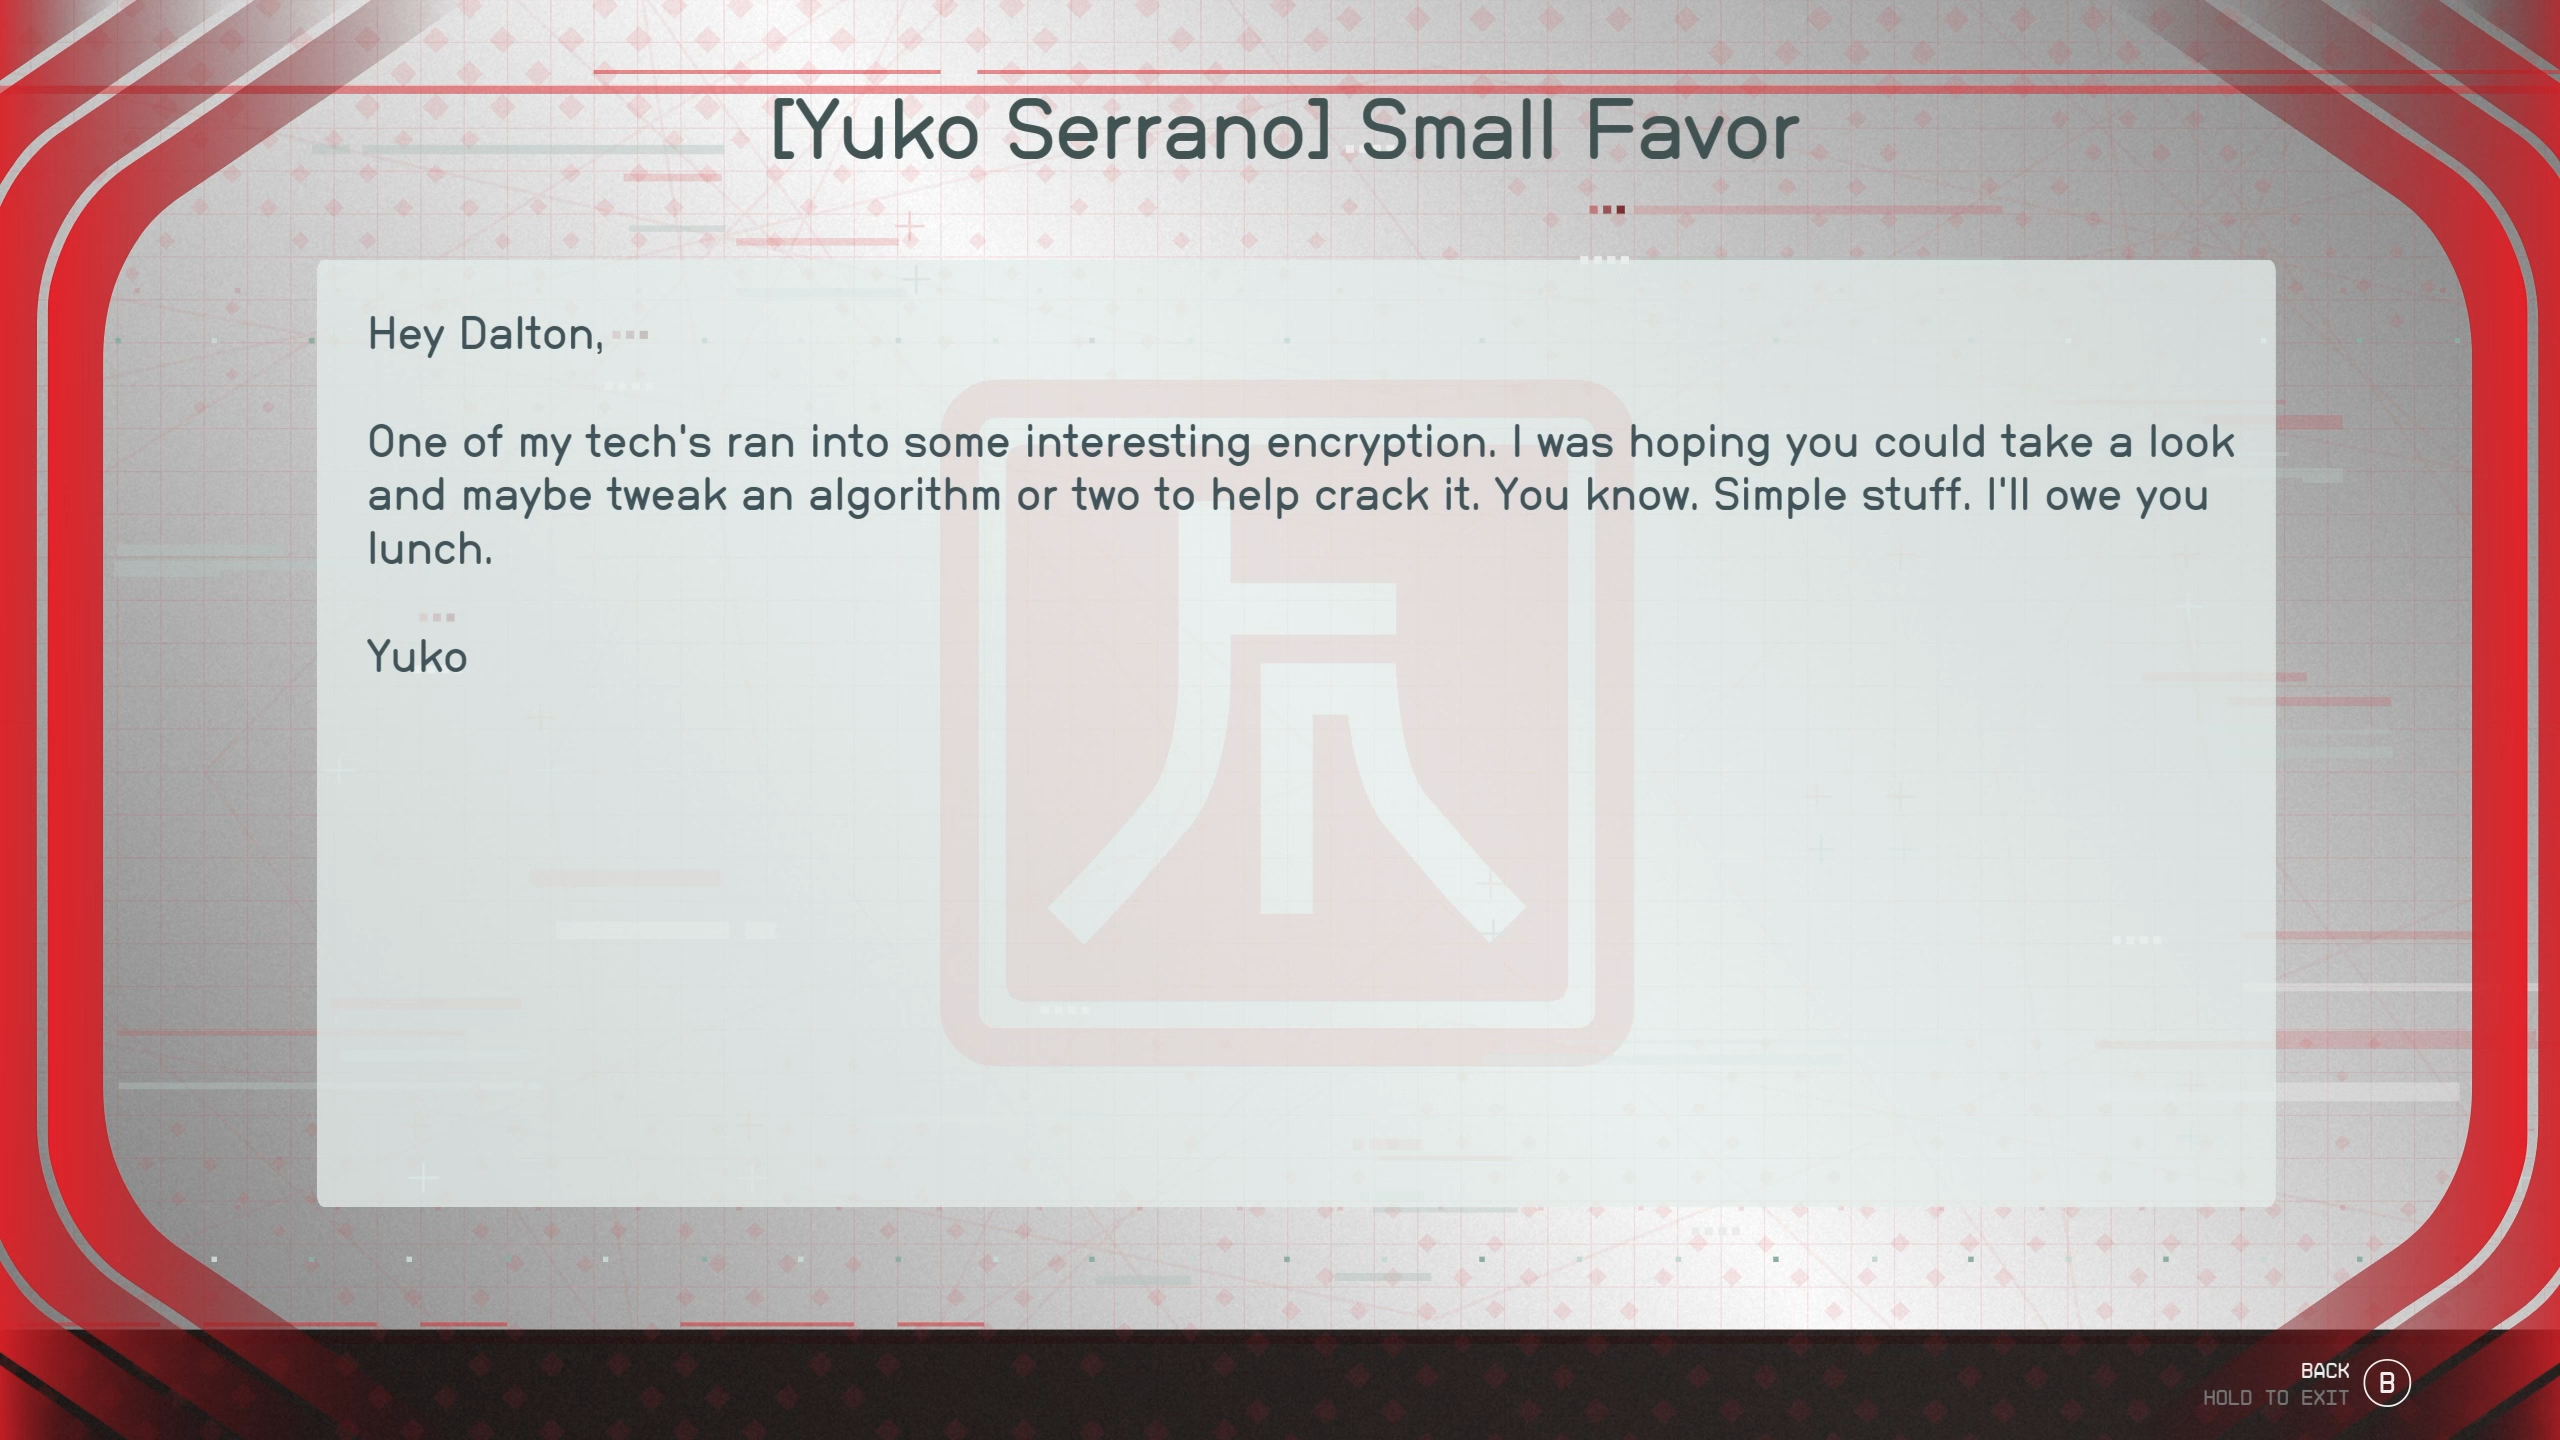 [Yuko Serrano] Small Favor
Hey Dalton,
One of my tech's ran into some interesting encryption. I was hoping you could take a look
and maybe tweak an algorithm or two to help crack it. You know. Simple stuff. I'll owe you
lunch.
Yuko
BACK
HOLD TO EXIT
B